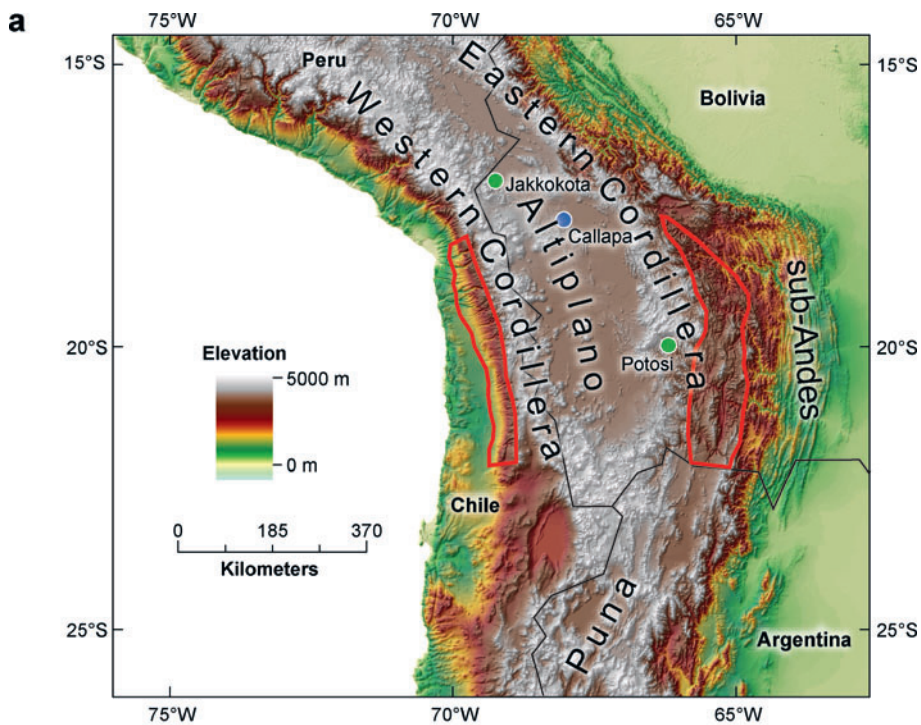 a
75°W 70°W 65°W
15°S 15°S
Peru
Bolivia
Western Cordillera
Eastern Cordillera
Altiplano
Jakkokota
Callapa
sub-Andes
20°S 20°S
Potosi
Elevation
5000 m
0 m
Chile
0 185 370
Kilometers
Puna
25°S 25°S
Argentina
75°W 70°W 65°W